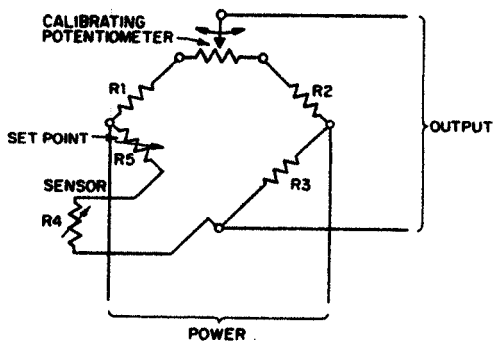 CALIBRATING
POTENTIOMETER
R1
R2
SET POINT
R5
OUTPUT
SENSOR
R3
R4
POWER